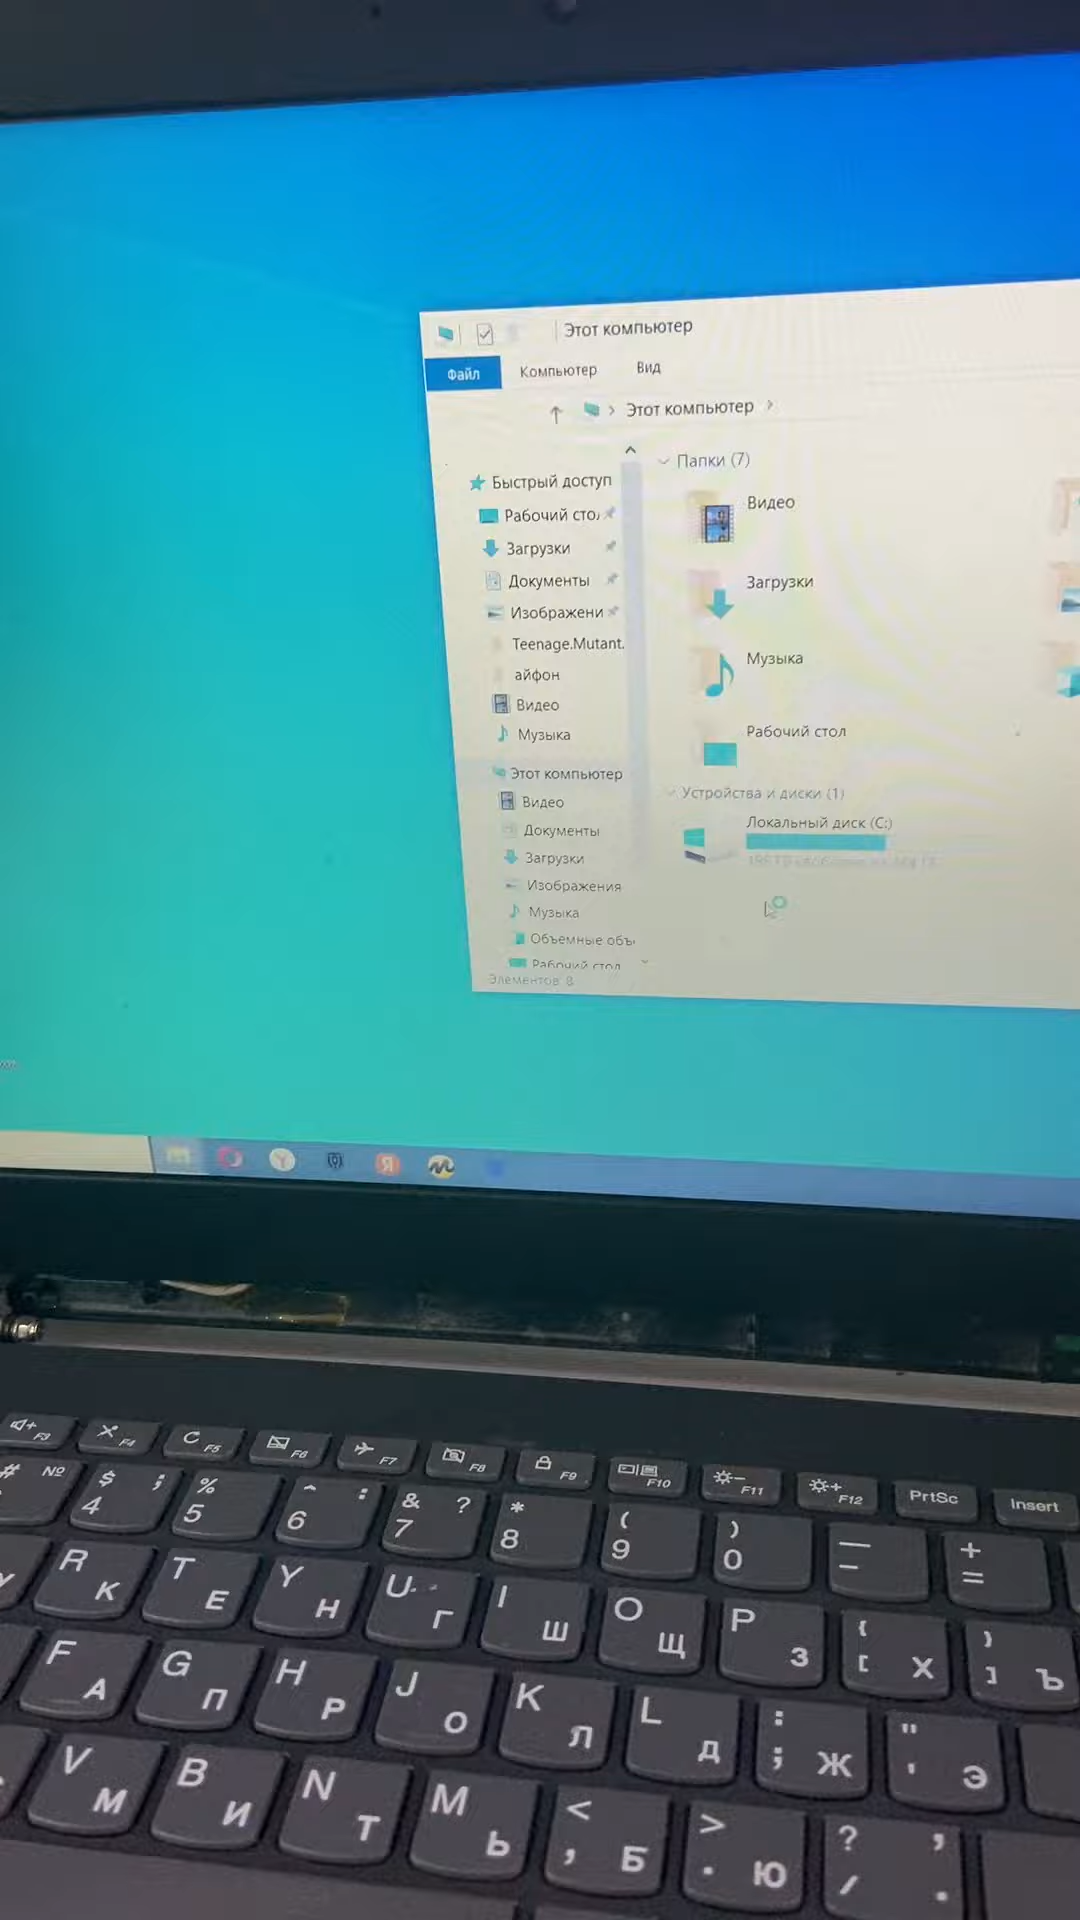 Этот компьютер
Файл Компьютер Вид
Этот компьютер
Быстрый доступ
Рабочий сто
Загрузки
Документы
Изображени
Teenage.Mutant.
айфон
Видео
Музыка
Этот компьютер
Видео
Документы
Загрузки
Изображения
Музыка
Объемные объ
Рабочий стол
Элементов: 8
Папки (7)
Видео
Загрузки
Музыка
Рабочий стол
Устройства и диски (1)
Локальный диск (C:)
F3 F4 F5 F6 F7 F8 F9 F10 F11 F12 PrtSc Insert
# № $ ; 4 % 5 ^ : 6 & ? 7 * 8 ( 9 ) 0 — - + =
R К T Е Y Н U Г I Ш O Щ P З { [ Х } ] Ъ
F А G П H Р J О K Л L Д : ; Ж " ' Э
V М B И N Т M Ь < , Б > . Ю ? / , .